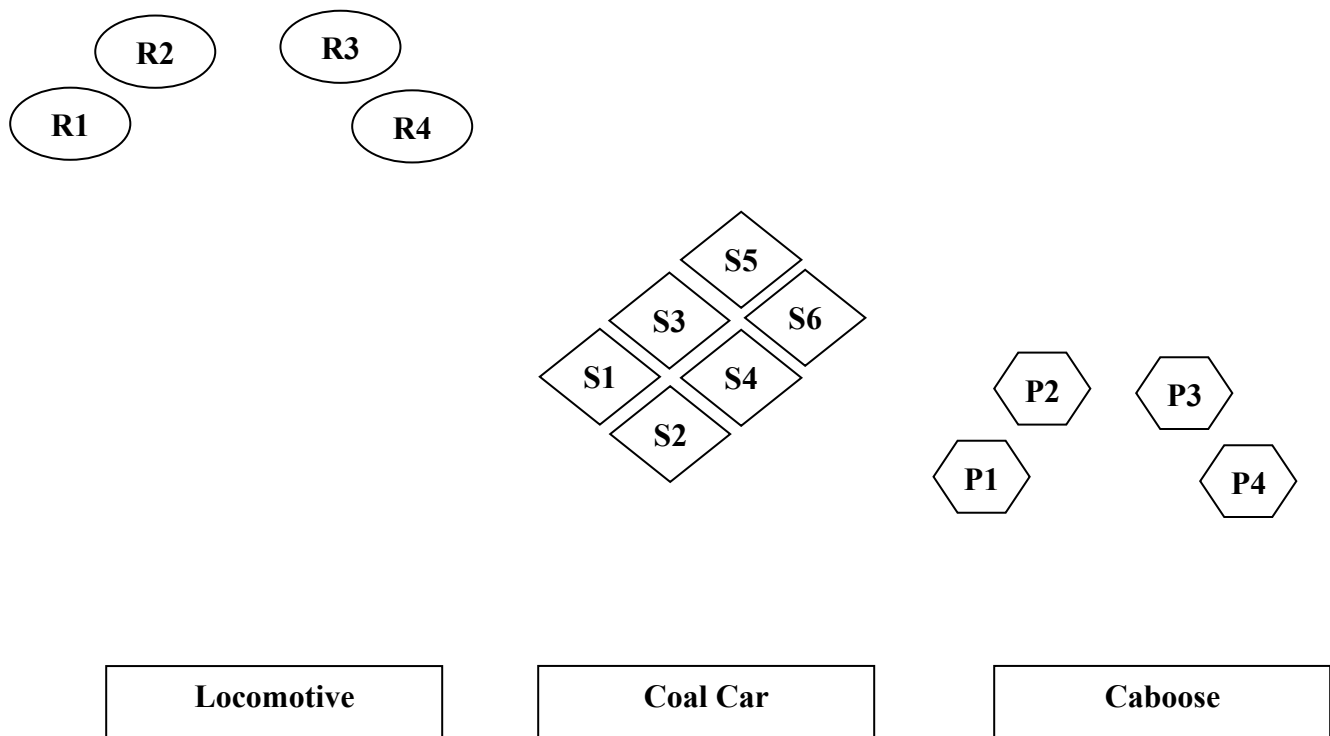 R1
R2
R3
R4
S1
S2
S3
S4
S5
S6
P1
P2
P3
P4
Locomotive
Coal Car
Caboose